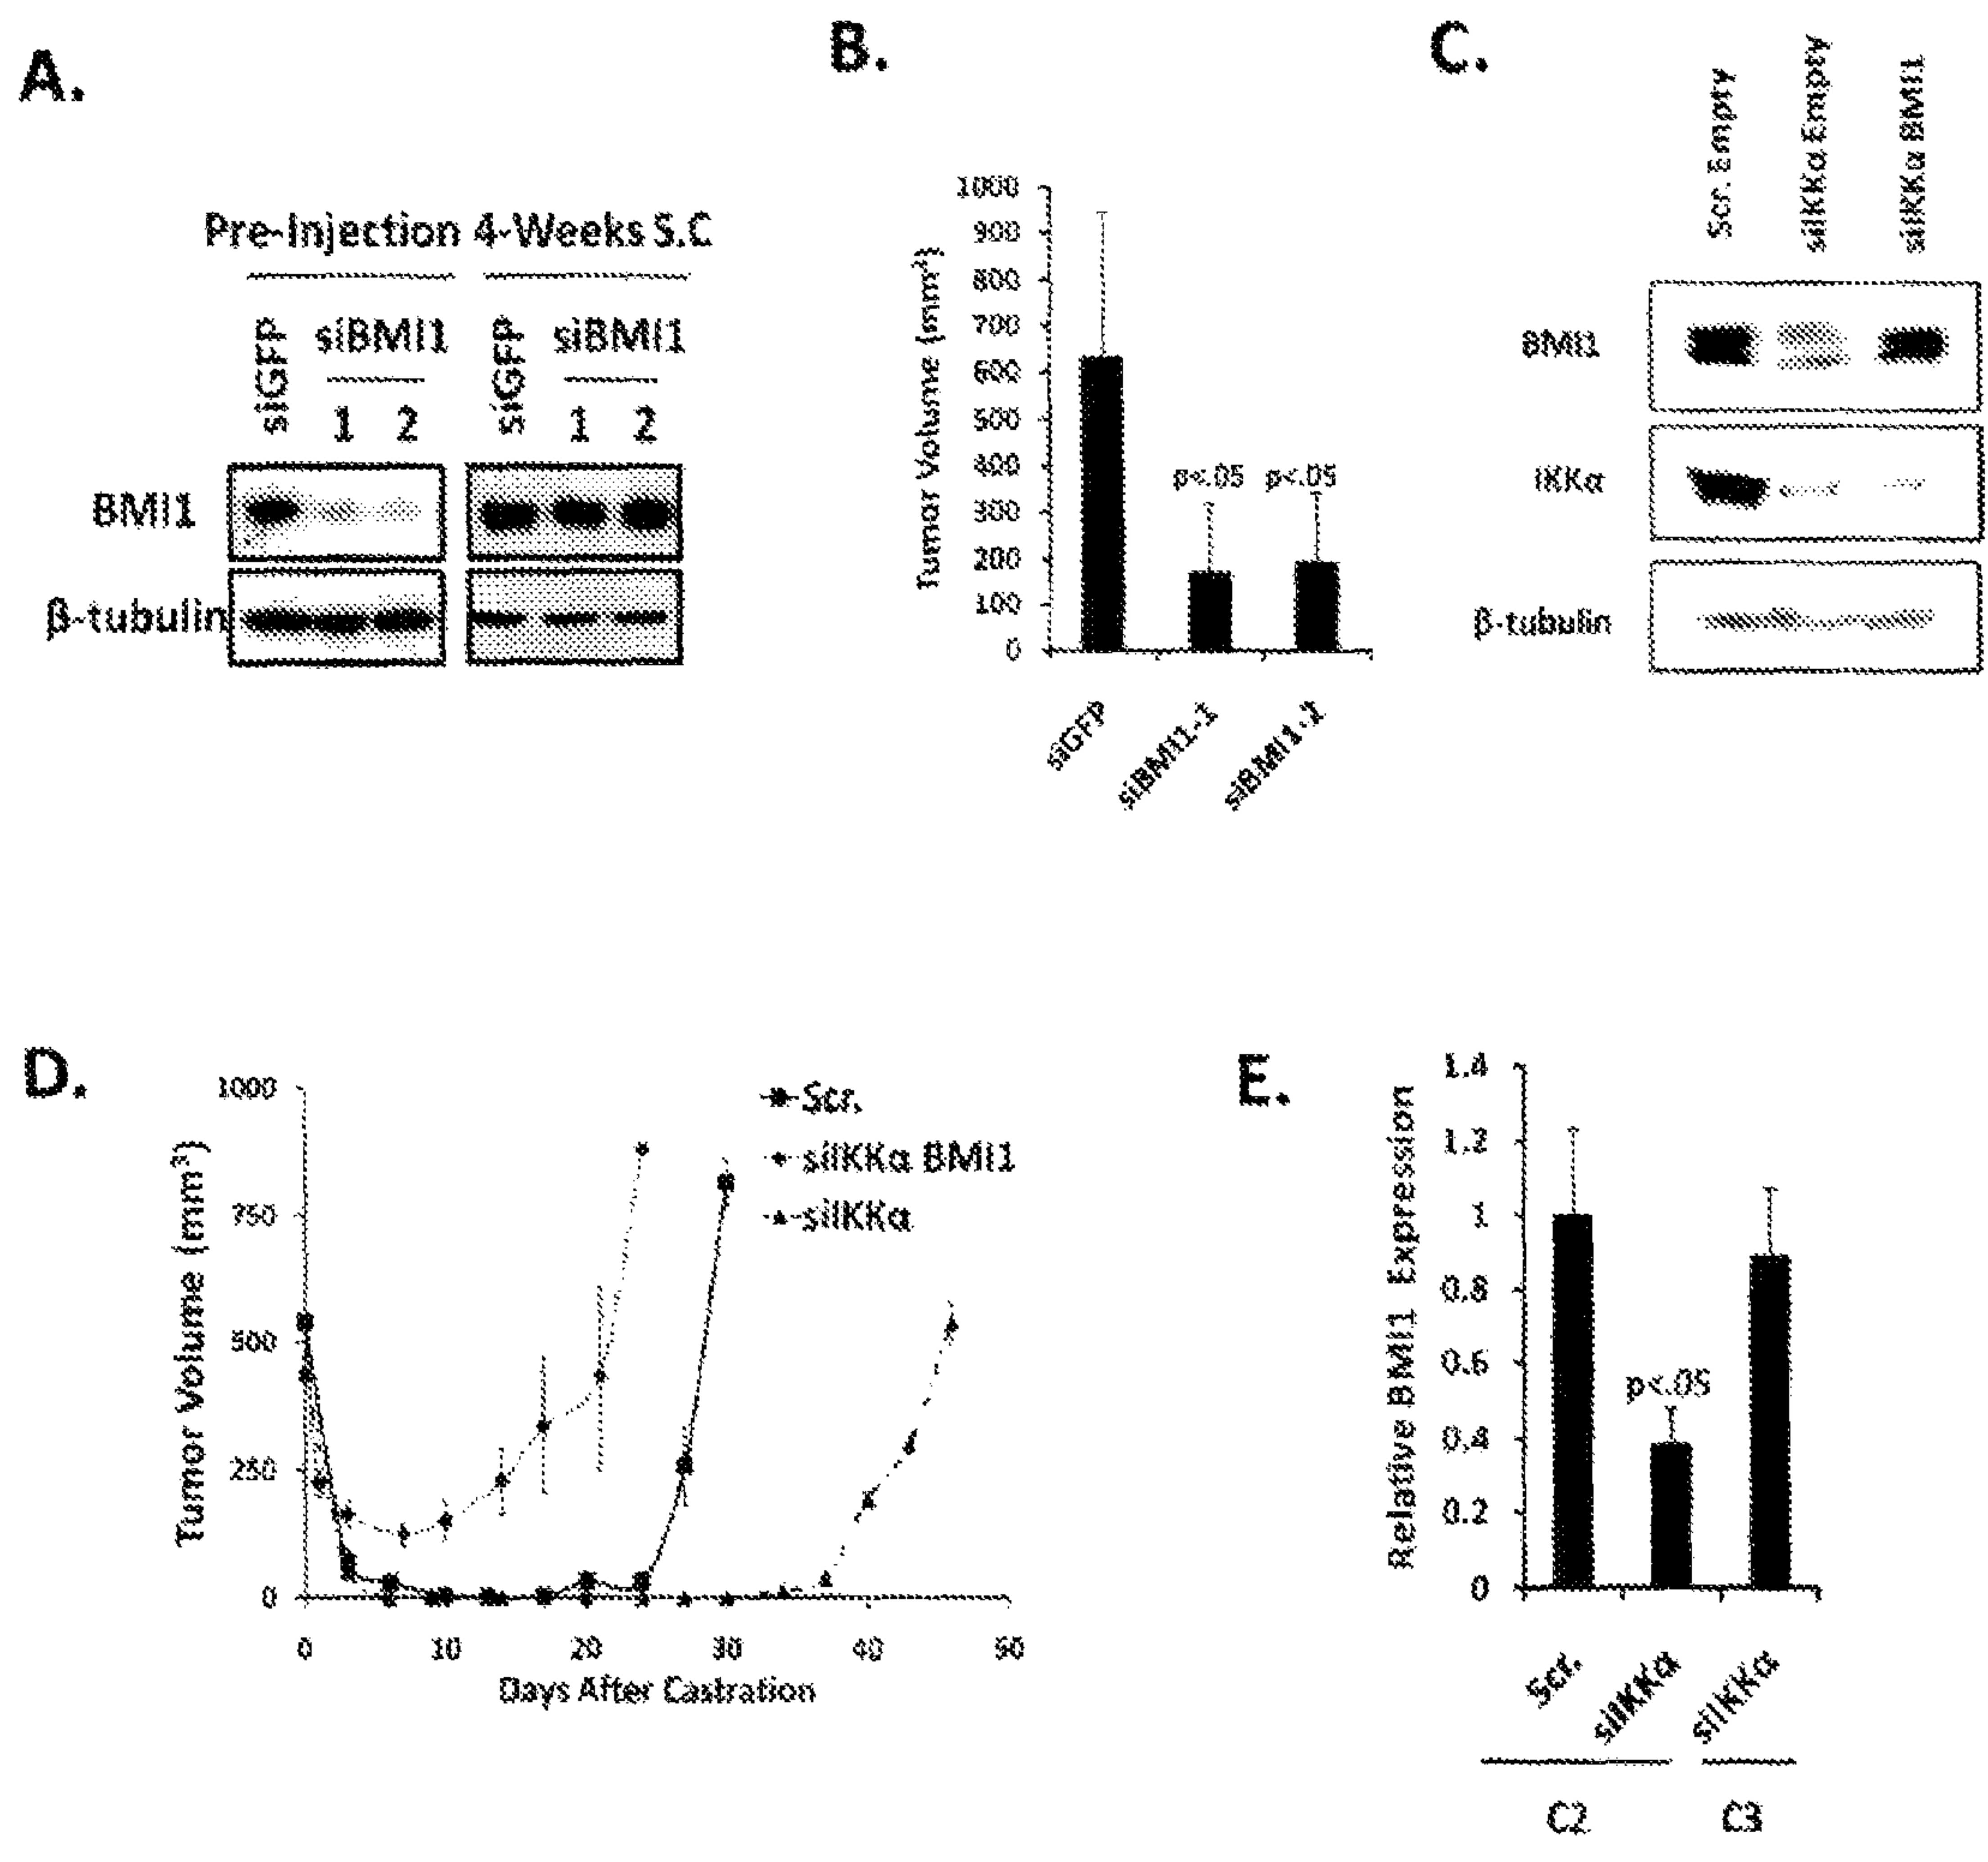 A.
Pre-Injection 4-Weeks S.C
siGFP siBMI1 siGFP siBMI1
1 2 1 2
BMI1
β-tubulin
B.
Tumor Volume (mm³)
1000
900
800
700
600
500
400
300
200
100
0
p<.05 p<.05
siGFP siBMI1-1 siBMI1-2
C.
Scr. Empty siIKKα Empty siIKKα BMI1
BMI1
IKKα
β-tubulin
D.
Tumor Volume (mm³)
1000
750
500
250
0
Scr.
siIKKα BMI1
siIKKα
0 10 20 30 40 50
Days After Castration
E.
Relative BMI1 Expression
1.4
1.2
1
0.8
0.6
0.4
0.2
0
p<.05
Scr. siIKKα siIKKα
C2 C3